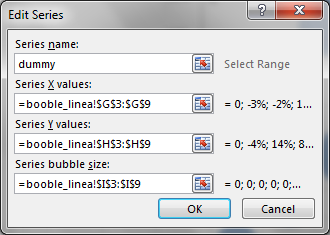 Edit Series
?
Series name:
dummy
Select Range
Series X values:
=booble_linea!$G$3:$G$9
= 0; -3%; -2%; 1...
Series Y values:
=booble_linea!$H$3:$H$9
= 0; -4%; 14%; 8...
Series bubble size:
=booble_linea!$I$3:$I$9
= 0; 0; 0; 0; 0;...
OK
Cancel